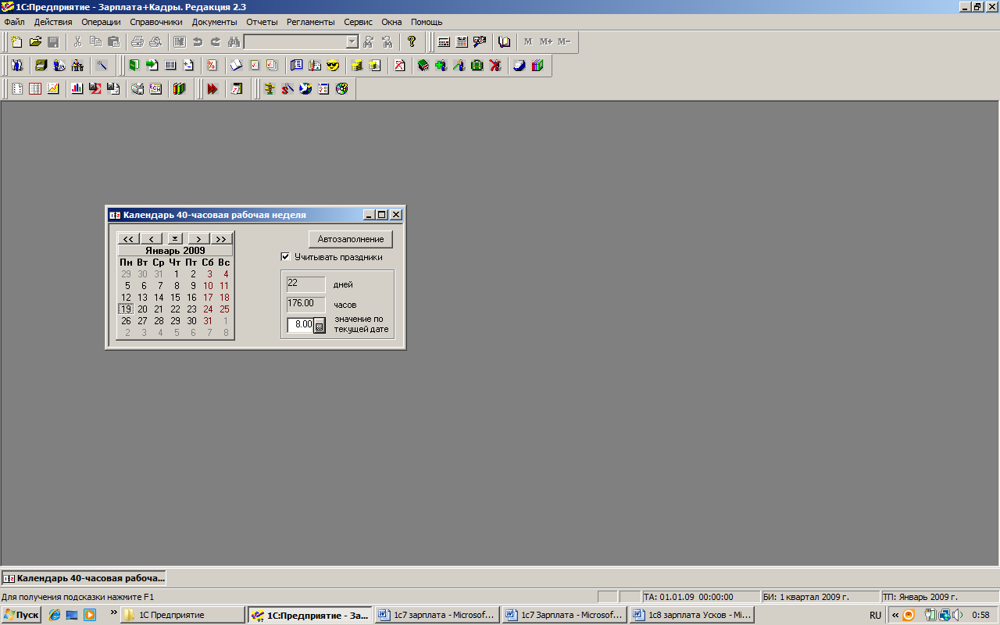 1С:Предприятие - Зарплата+Кадры. Редакция 2.3
Файл Действия Операции Справочники Документы Отчеты Регламенты Сервис Окна Помощь
M M+ M−
Календарь 40-часовая рабочая неделя
<< < > >>
Автозаполнение
Январь 2009
Учитывать праздники
Пн Вт Ср Чт Пт Сб Вс
29 30 31 1 2 3 4
5 6 7 8 9 10 11
12 13 14 15 16 17 18
19 20 21 22 23 24 25
26 27 28 29 30 31 1
2 3 4 5 6 7 8
22 дней
176.00 часов
8.00 значение по
текущей дате
Календарь 40-часовая рабоча...
Для получения подсказки нажмите F1
ТА: 01.01.09 00:00:00
БИ: 1 квартал 2009 г.
ТП: Январь 2009 г.
Пуск
»
1С Предприятие
1С:Предприятие - За...
1с7 зарплата - Microsof...
1с7 Зарплата - Microsoft...
1с8 зарплата Усков - Mi...
RU
«
0:58